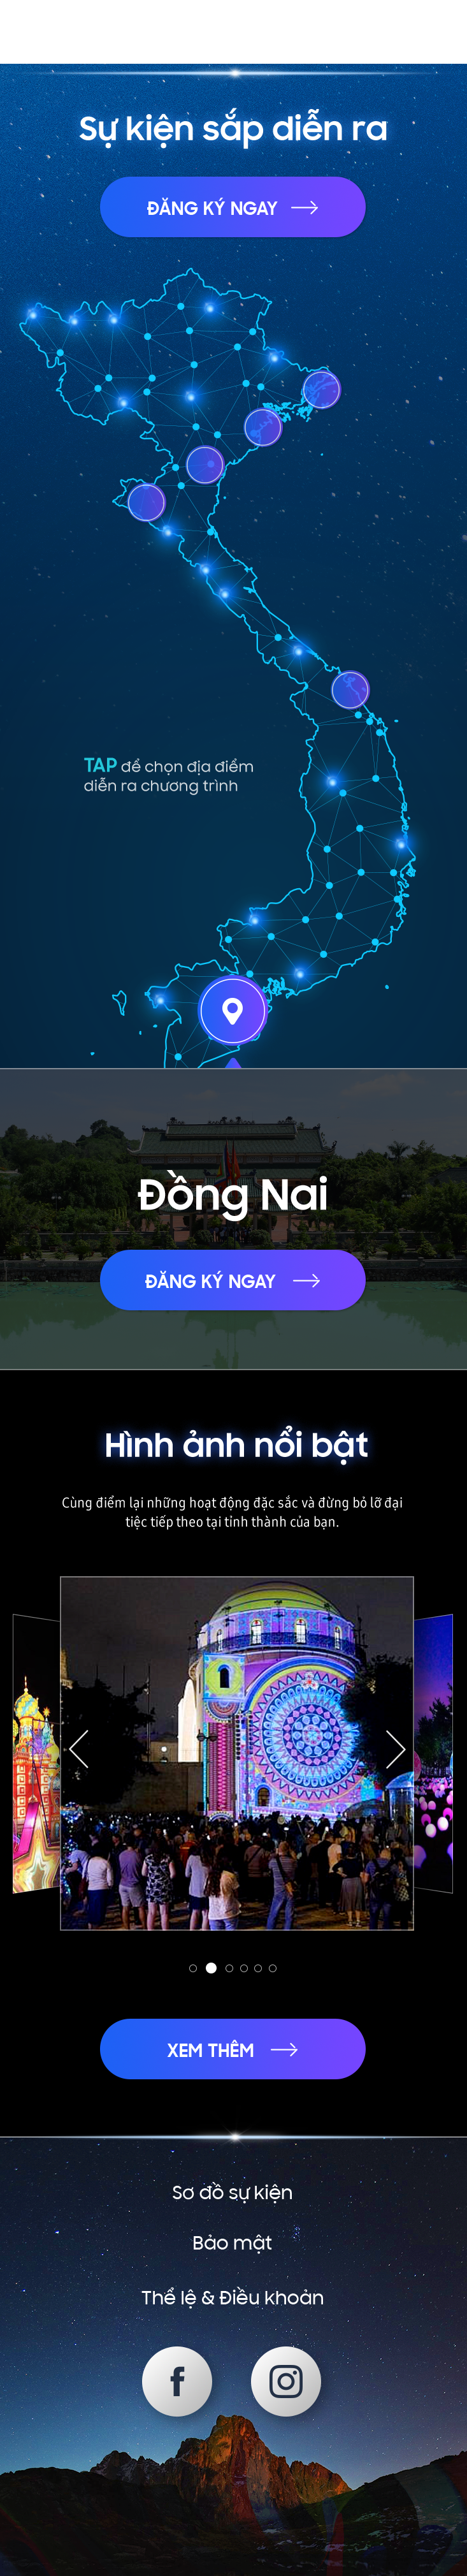 Sự kiện sắp diễn ra
ĐĂNG KÝ NGAY
TAP để chọn địa điểm
diễn ra chương trình
Đồng Nai
ĐĂNG KÝ NGAY
Hình ảnh nổi bật
Cùng điểm lại những hoạt động đặc sắc và đừng bỏ lỡ đại
tiệc tiếp theo tại tỉnh thành của bạn.
XEM THÊM
Sơ đồ sự kiện
Bảo mật
Thể lệ & Điều khoản